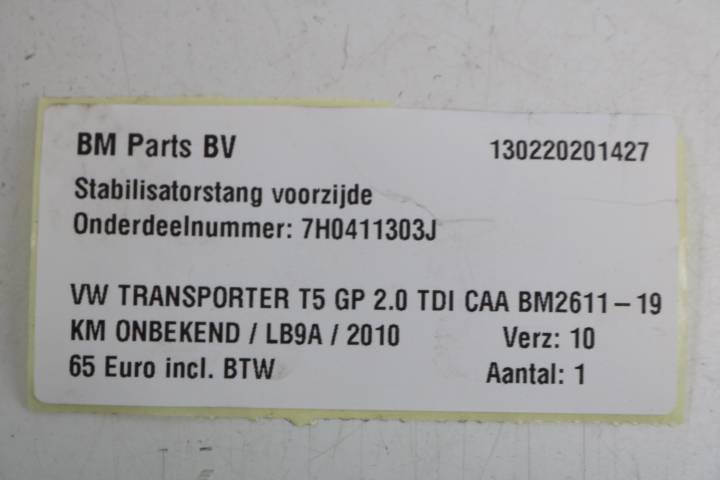 BM Parts BV 130220201427
Stabilisatorstang voorzijde
Onderdeelnummer: 7H0411303J
VW TRANSPORTER T5 GP 2.0 TDI CAA BM2611-19
KM ONBEKEND / LB9A / 2010 Verz: 10
65 Euro incl. BTW Aantal: 1